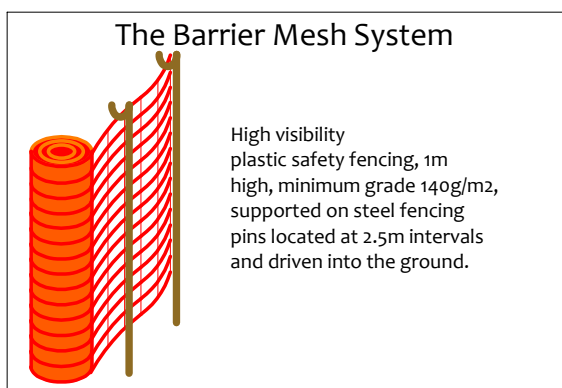 The Barrier Mesh System
High visibility
plastic safety fencing, 1m
high, minimum grade 140g/m2,
supported on steel fencing
pins located at 2.5m intervals
and driven into the ground.